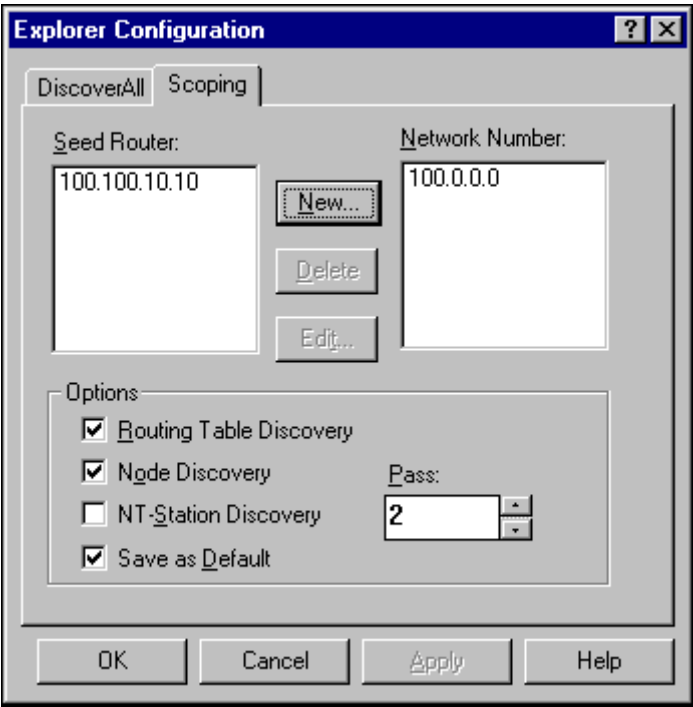 Explorer Configuration
DiscoverAll
Scoping
Seed Router:
Network Number:
100.100.10.10
100.0.0.0
New...
Delete
Edit...
Options
Routing Table Discovery
Node Discovery
Pass:
NT-Station Discovery
2
Save as Default
OK
Cancel
Apply
Help